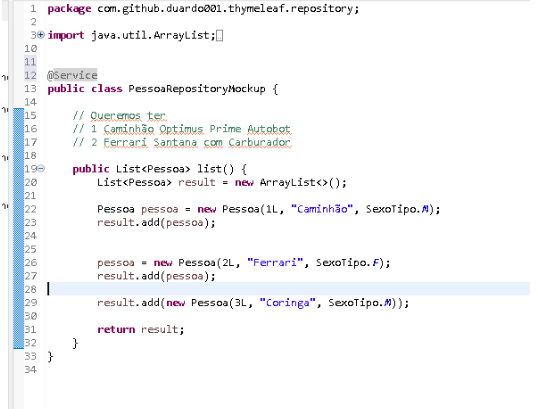 1 package com.github.duardo001.thymeleaf.repository;
2
3 import java.util.ArrayList;
10
11
12 @Service
13 public class PessoaRepositoryMockup {
14
15 // Queremos ter
16 // 1 Caminhão Optimus Prime Autobot
17 // 2 Ferrari Santana com Carburador
18
19 public List<Pessoa> list() {
20 List<Pessoa> result = new ArrayList<>();
21
22 Pessoa pessoa = new Pessoa(1L, "Caminhão", SexoTipo.M);
23 result.add(pessoa);
24
25
26 pessoa = new Pessoa(2L, "Ferrari", SexoTipo.F);
27 result.add(pessoa);
28
29 result.add(new Pessoa(3L, "Coringa", SexoTipo.M));
30
31 return result;
32 }
33 }
34